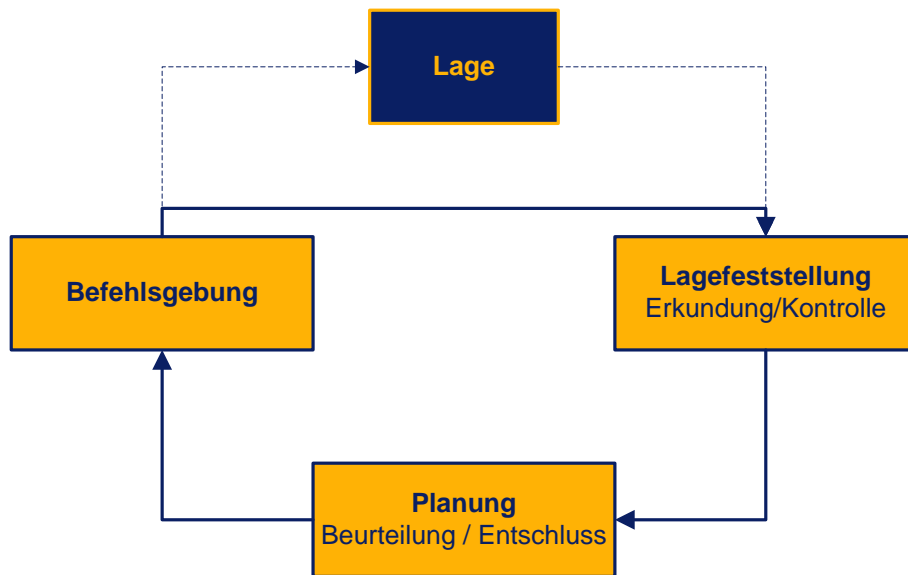 Lage
Befehlsgebung
Lagefeststellung
Erkundung/Kontrolle
Planung
Beurteilung / Entschluss